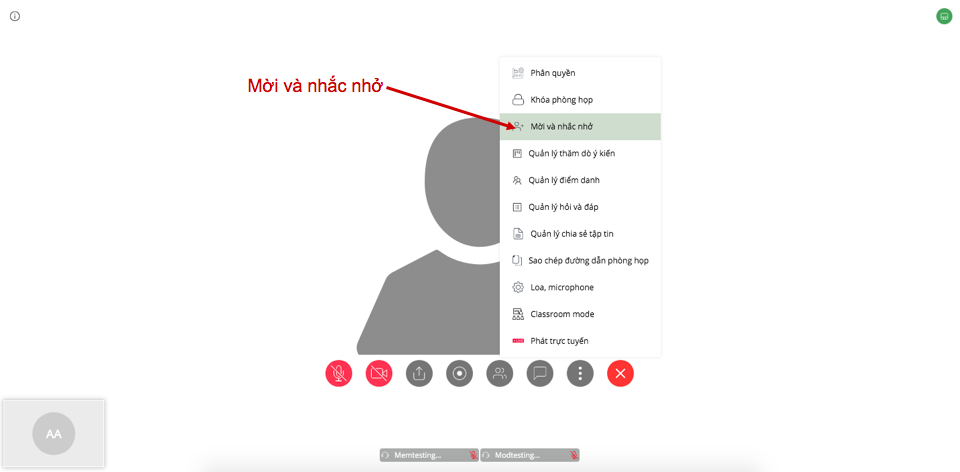 Mời và nhắc nhở
Phân quyền
Khóa phòng họp
Mời và nhắc nhở
Quản lý thăm dò ý kiến
Quản lý điểm danh
Quản lý hỏi và đáp
Quản lý chia sẻ tập tin
Sao chép đường dẫn phòng họp
Loa, microphone
Classroom mode
Phát trực tuyến
AA
Memtesting...
Modtesting...